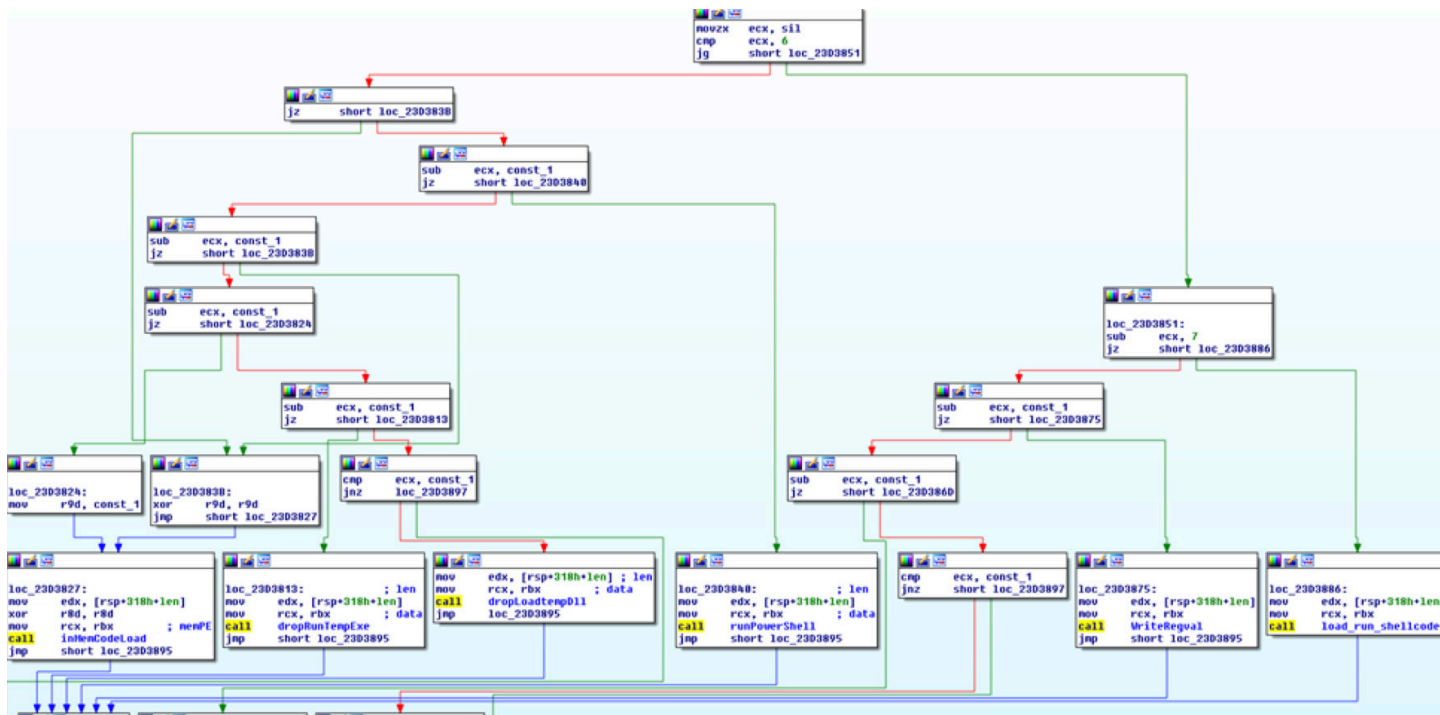 movzx ecx, sil
cmp ecx, 6
jg short loc_23D3851
jz short loc_23D383B
sub ecx, const_1
jz short loc_23D3840
sub ecx, const_1
jz short loc_23D383B
sub ecx, const_1
jz short loc_23D3824
loc_23D3851:
sub ecx, 7
jz short loc_23D3886
sub ecx, const_1
jz short loc_23D3813
sub ecx, const_1
jz short loc_23D3875
loc_23D3824:
mov r9d, const_1
loc_23D383B:
xor r9d, r9d
jmp short loc_23D3827
cmp ecx, const_1
jnz loc_23D3897
sub ecx, const_1
jz short loc_23D386D
loc_23D3827:
mov edx, [rsp+318h+len]
xor r8d, r8d
mov rcx, rbx ; memPE
call inMemCodeLoad
jmp short loc_23D3895
loc_23D3813: ; len
mov edx, [rsp+318h+len]
mov rcx, rbx ; data
call dropRunTempExe
jmp short loc_23D3895
mov edx, [rsp+318h+len] ; len
mov rcx, rbx ; data
call dropLoadtempDll
jmp loc_23D3895
loc_23D3840: ; len
mov edx, [rsp+318h+len]
mov rcx, rbx ; data
call runPowerShell
jmp short loc_23D3895
cmp ecx, const_1
jnz short loc_23D3897
loc_23D3875:
mov edx, [rsp+318h+len]
mov rcx, rbx
call WriteRegval
jmp short loc_23D3895
loc_23D3886:
mov edx, [rsp+318h+len
mov rcx, rbx
call load_run_shellcode